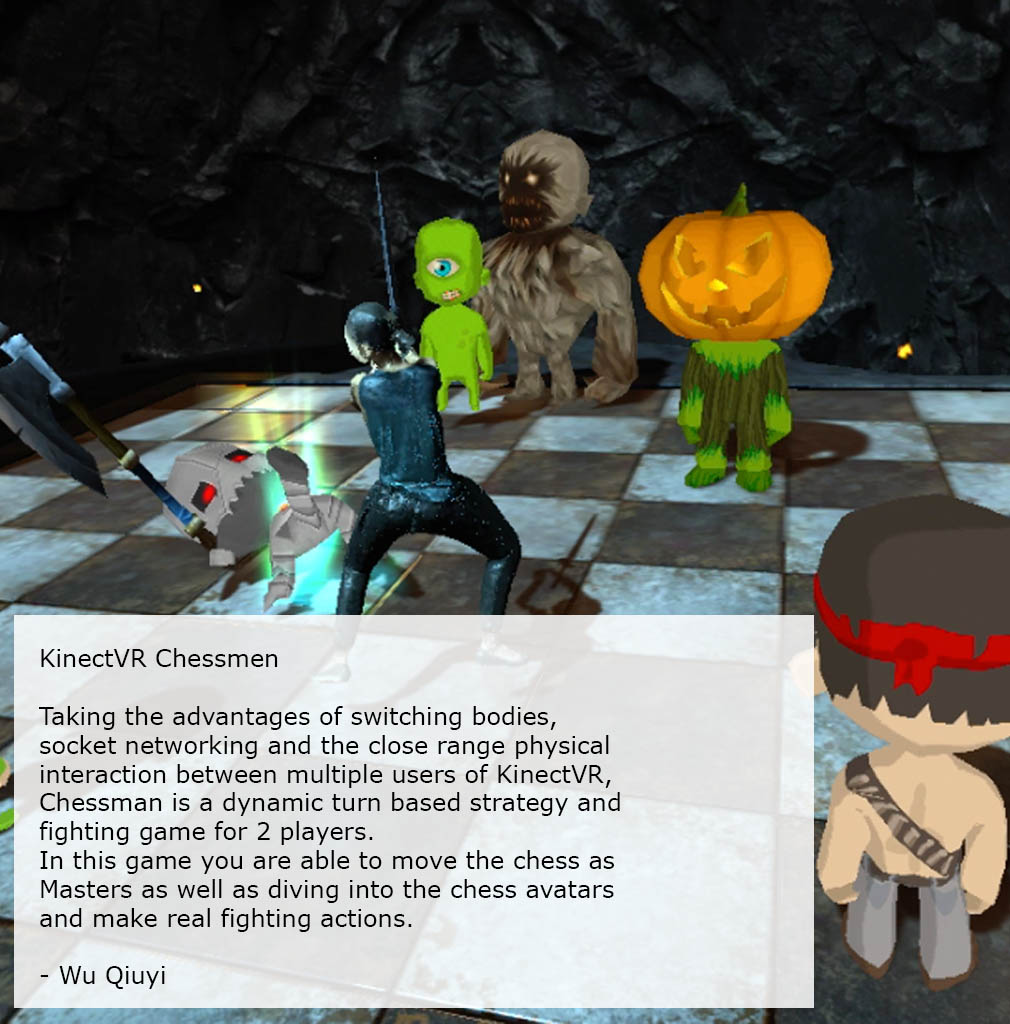 KinectVR Chessmen
Taking the advantages of switching bodies,
socket networking and the close range physical
interaction between multiple users of KinectVR,
Chessman is a dynamic turn based strategy and
fighting game for 2 players.
In this game you are able to move the chess as
Masters as well as diving into the chess avatars
and make real fighting actions.
- Wu Qiuyi